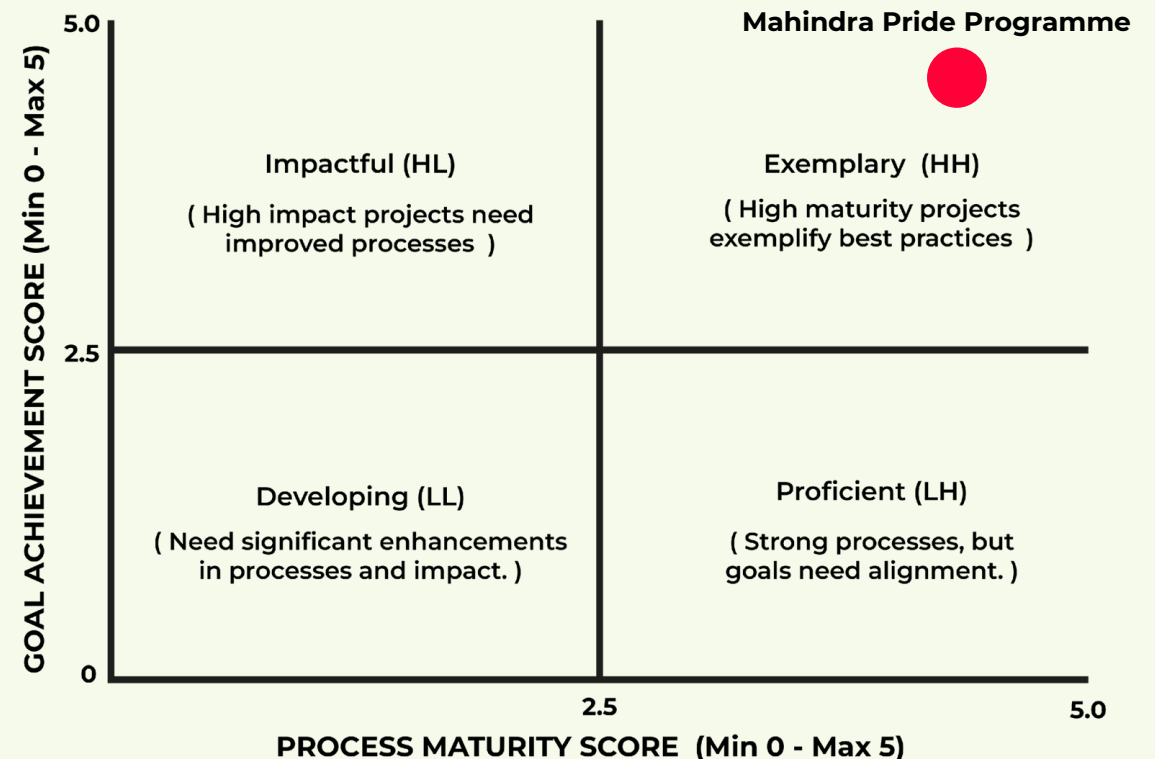 Mahindra Pride Programme
5.0
GOAL ACHIEVEMENT SCORE (Min 0 - Max 5)
Impactful (HL)
( High impact projects need
improved processes )
Exemplary (HH)
( High maturity projects
exemplify best practices )
2.5
Developing (LL)
( Need significant enhancements
in processes and impact. )
Proficient (LH)
( Strong processes, but
goals need alignment. )
0
2.5
5.0
PROCESS MATURITY SCORE (Min 0 - Max 5)